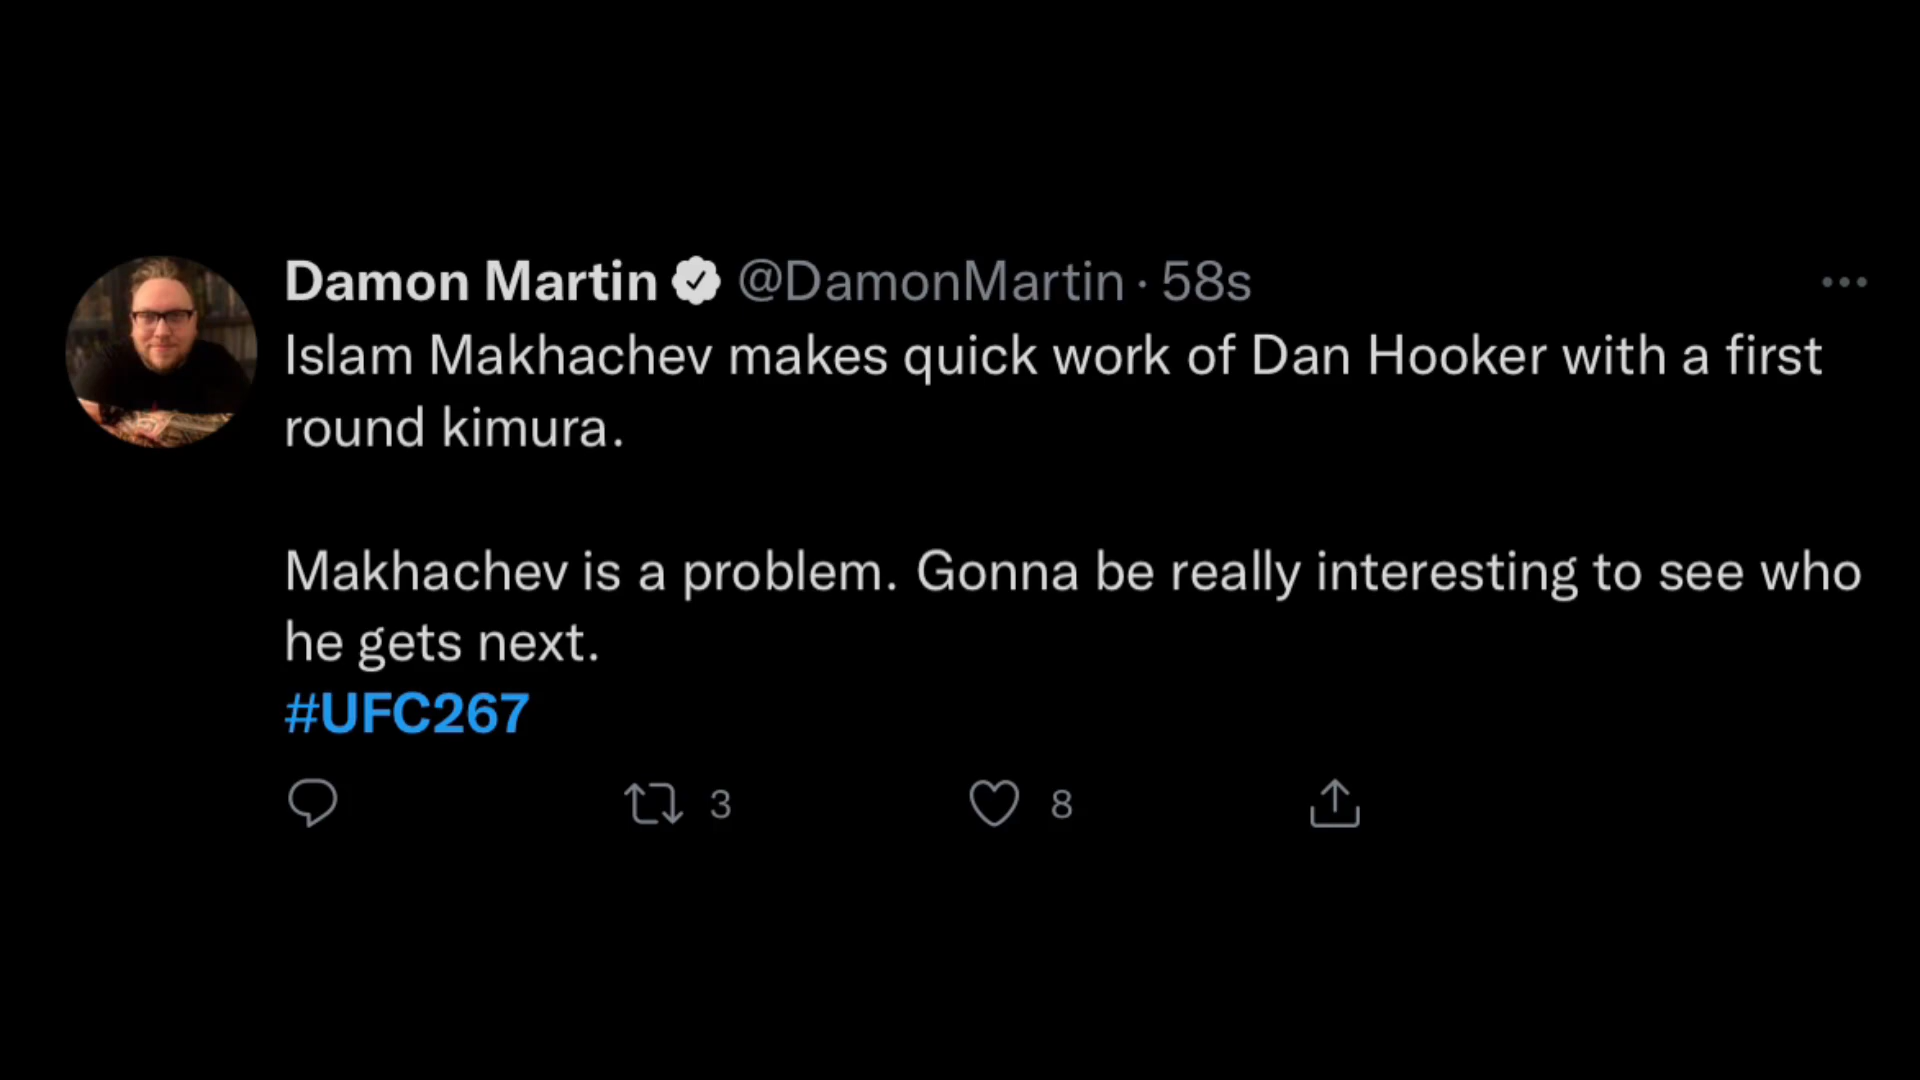 Damon Martin @DamonMartin · 58s
Islam Makhachev makes quick work of Dan Hooker with a first
round kimura.
Makhachev is a problem. Gonna be really interesting to see who
he gets next.
#UFC267
3 8